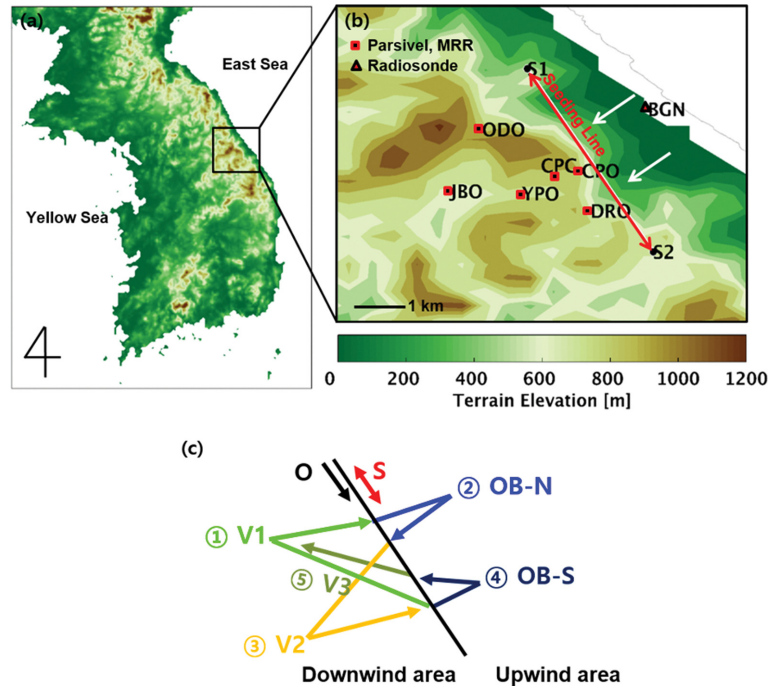 (a)
East Sea
Yellow Sea
(b)
Parsivel, MRR
Radiosonde
S1
Seeding Line
BGN
ODO
CPC
CPO
JBO
YPO
DRO
S2
1 km
0 200 400 600 800 1000 1200
Terrain Elevation [m]
(c)
O
S
② OB-N
① V1
⑤ V3
④ OB-S
③ V2
Downwind area
Upwind area